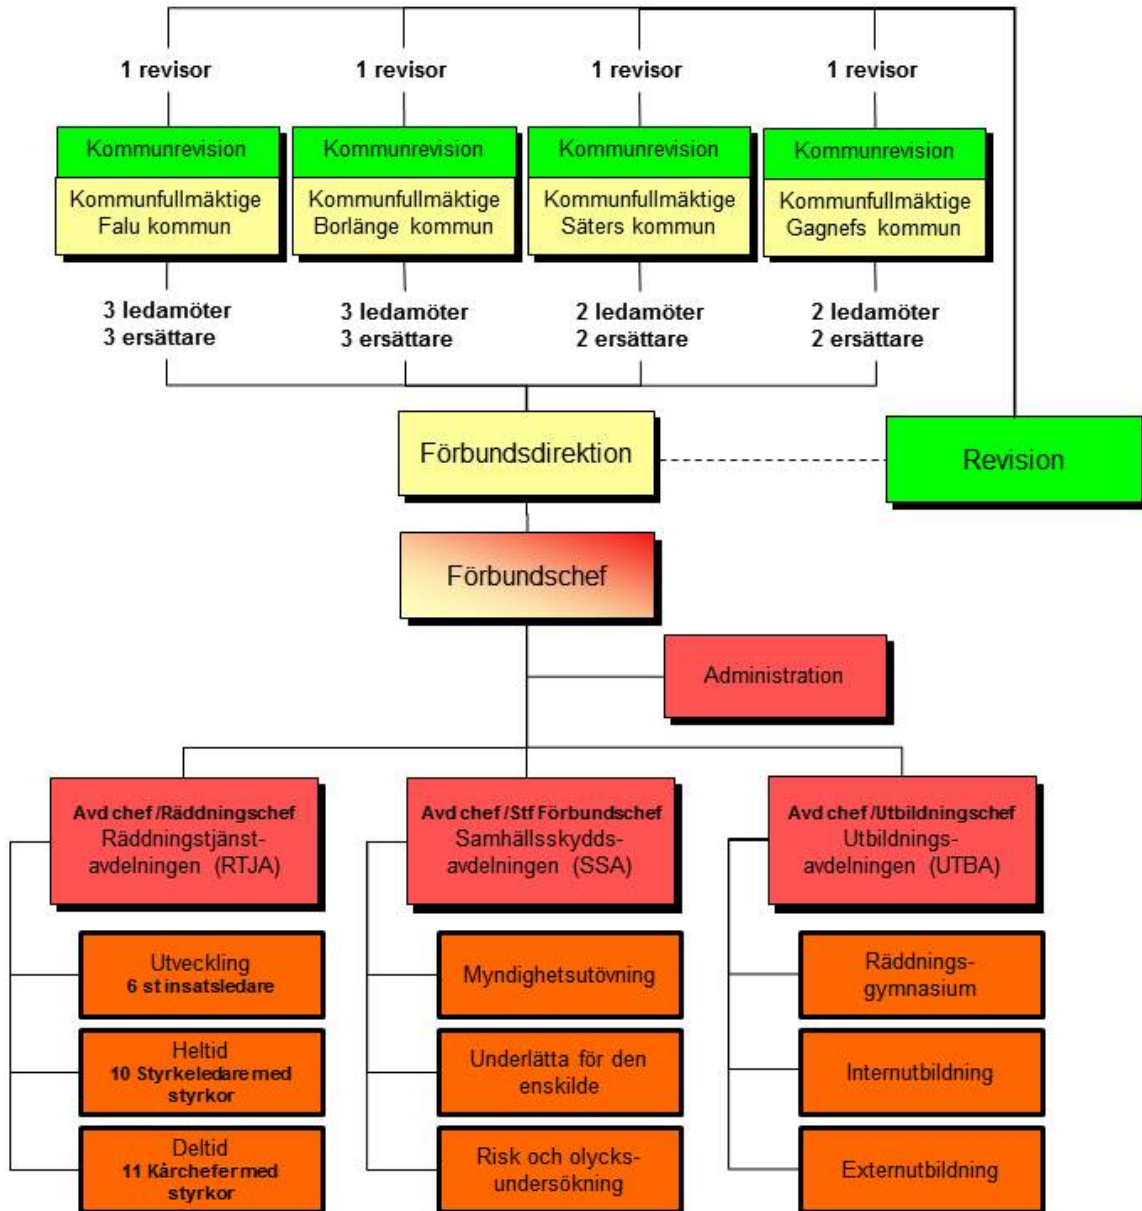 1 revisor
1 revisor
1 revisor
1 revisor
Kommunrevision
Kommunfullmäktige
Falu kommun
Kommunrevision
Kommunfullmäktige
Borlänge kommun
Kommunrevision
Kommunfullmäktige
Säters kommun
Kommunrevision
Kommunfullmäktige
Gagnefs kommun
3 ledamöter
3 ersättare
3 ledamöter
3 ersättare
2 ledamöter
2 ersättare
2 ledamöter
2 ersättare
Förbundsdirektion
Revision
Förbundschef
Administration
Avd chef /Räddningschef
Räddningstjänst-
avdelningen (RTJA)
Utveckling
6 st insatsledare
Heltid
10 Styrkeledare med
styrkor
Deltid
11 Kårchefer med
styrkor
Avd chef /Stf Förbundschef
Samhällsskydds-
avdelningen (SSA)
Myndighetsutövning
Underlätta för den
enskilde
Risk och olycks-
undersökning
Avd chef /Utbildningschef
Utbildnings-
avdelningen (UTBA)
Räddnings-
gymnasium
Internutbildning
Externutbildning